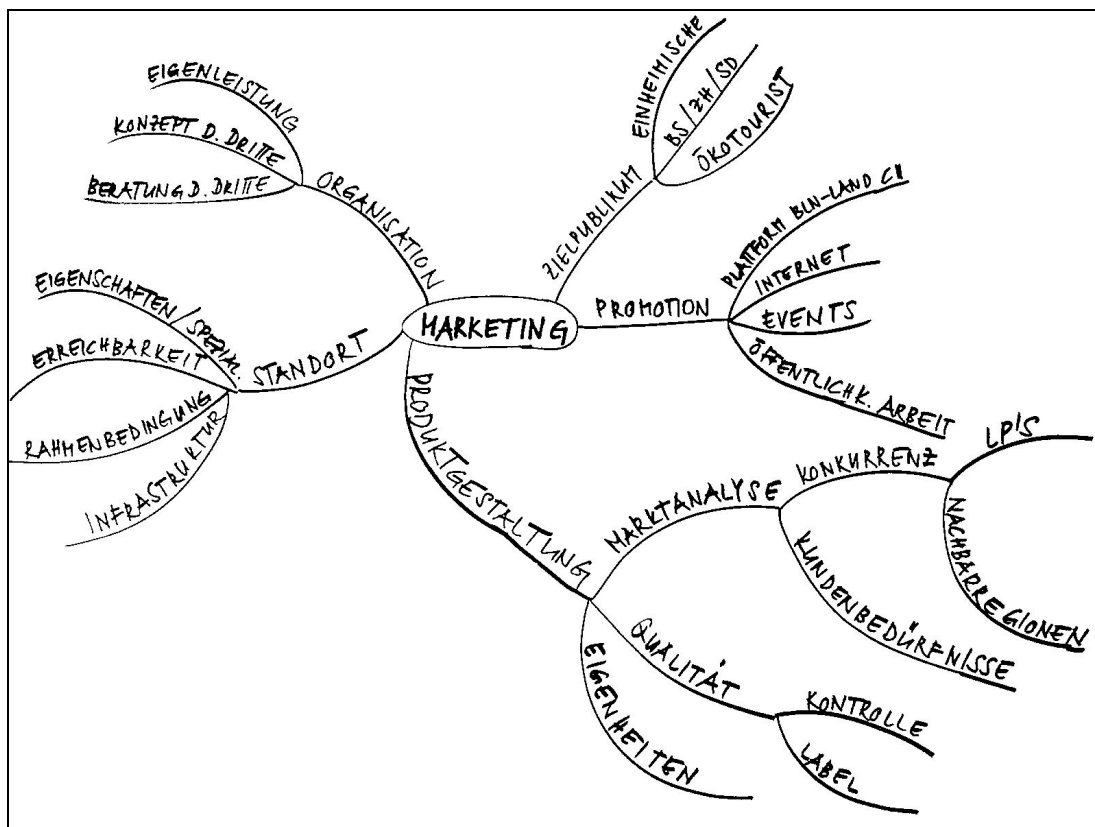 MARKETING
ORGANISATION
EIGENLEISTUNG
KONZEPT D. DRITTE
BERATUNG D. DRITTE
STANDORT
EIGENSCHAFTEN/SPEZIAL.
ERREICHBARKEIT
RAHMENBEDINGUNG
INFRASTRUKTUR
ZIELPUBLIKUM
EINHEIMISCHE
BS/ZH/SD
ÖKOTOURIST
PROMOTION
PLATTFORM BLN-LAND
INTERNET
EVENTS
ÖFFENTLICHK. ARBEIT
PRODUKTGESTALTUNG
MARKTANALYSE
KONKURRENZ
LP'S
NACHBARREGIONEN
KUNDENBEDÜRFNISSE
QUALITÄT
KONTROLLE
LABEL
EIGENHEITEN